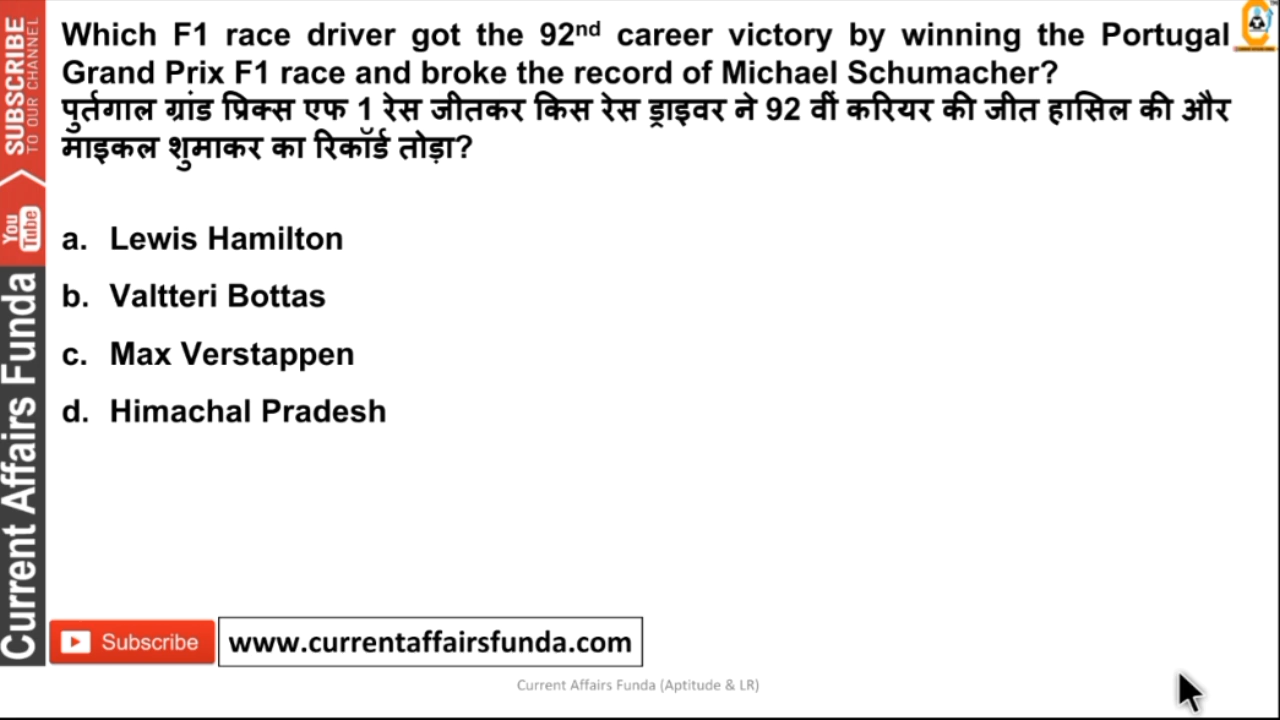 Which F1 race driver got the 92nd career victory by winning the Portugal
Grand Prix F1 race and broke the record of Michael Schumacher?
पुर्तगाल ग्रांड प्रिक्स एफ 1 रेस जीतकर किस रेस ड्राइवर ने 92 वीं करियर की जीत हासिल की और
माइकल शुमाकर का रिकॉर्ड तोड़ा?
a. Lewis Hamilton
b. Valtteri Bottas
c. Max Verstappen
d. Himachal Pradesh
SUBSCRIBE
TO OUR CHANNEL
You
Tube
Current Affairs Funda
Subscribe
www.currentaffairsfunda.com
Current Affairs Funda (Aptitude & LR)